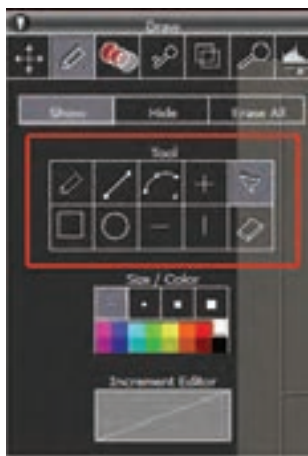 Draw
Show Hide Erase All
Tool
Size / Color
Increment Editor